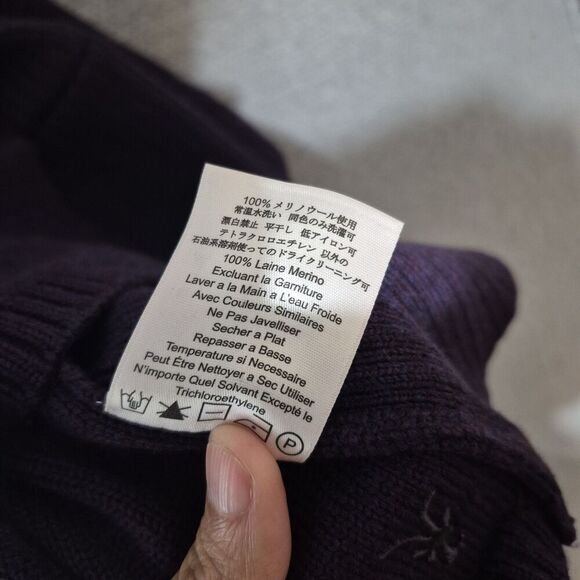 100% メリノウール使用
常温水洗い 同色のみ洗濯可
漂白禁止 平干し 低アイロン可
テトラクロロエチレン 以外の
石油系溶剤使ってのドライクリーニング可
100% Laine Merino
Excluant la Garniture
Laver a la Main a L'eau Froide
Avec Couleurs Similaires
Ne Pas Javelliser
Secher a Plat
Repasser a Basse
Temperature si Necessaire
Peut Être Nettoyer a Sec Utiliser
N'importe Quel Solvant Excepté le
Trichloroethylene
P